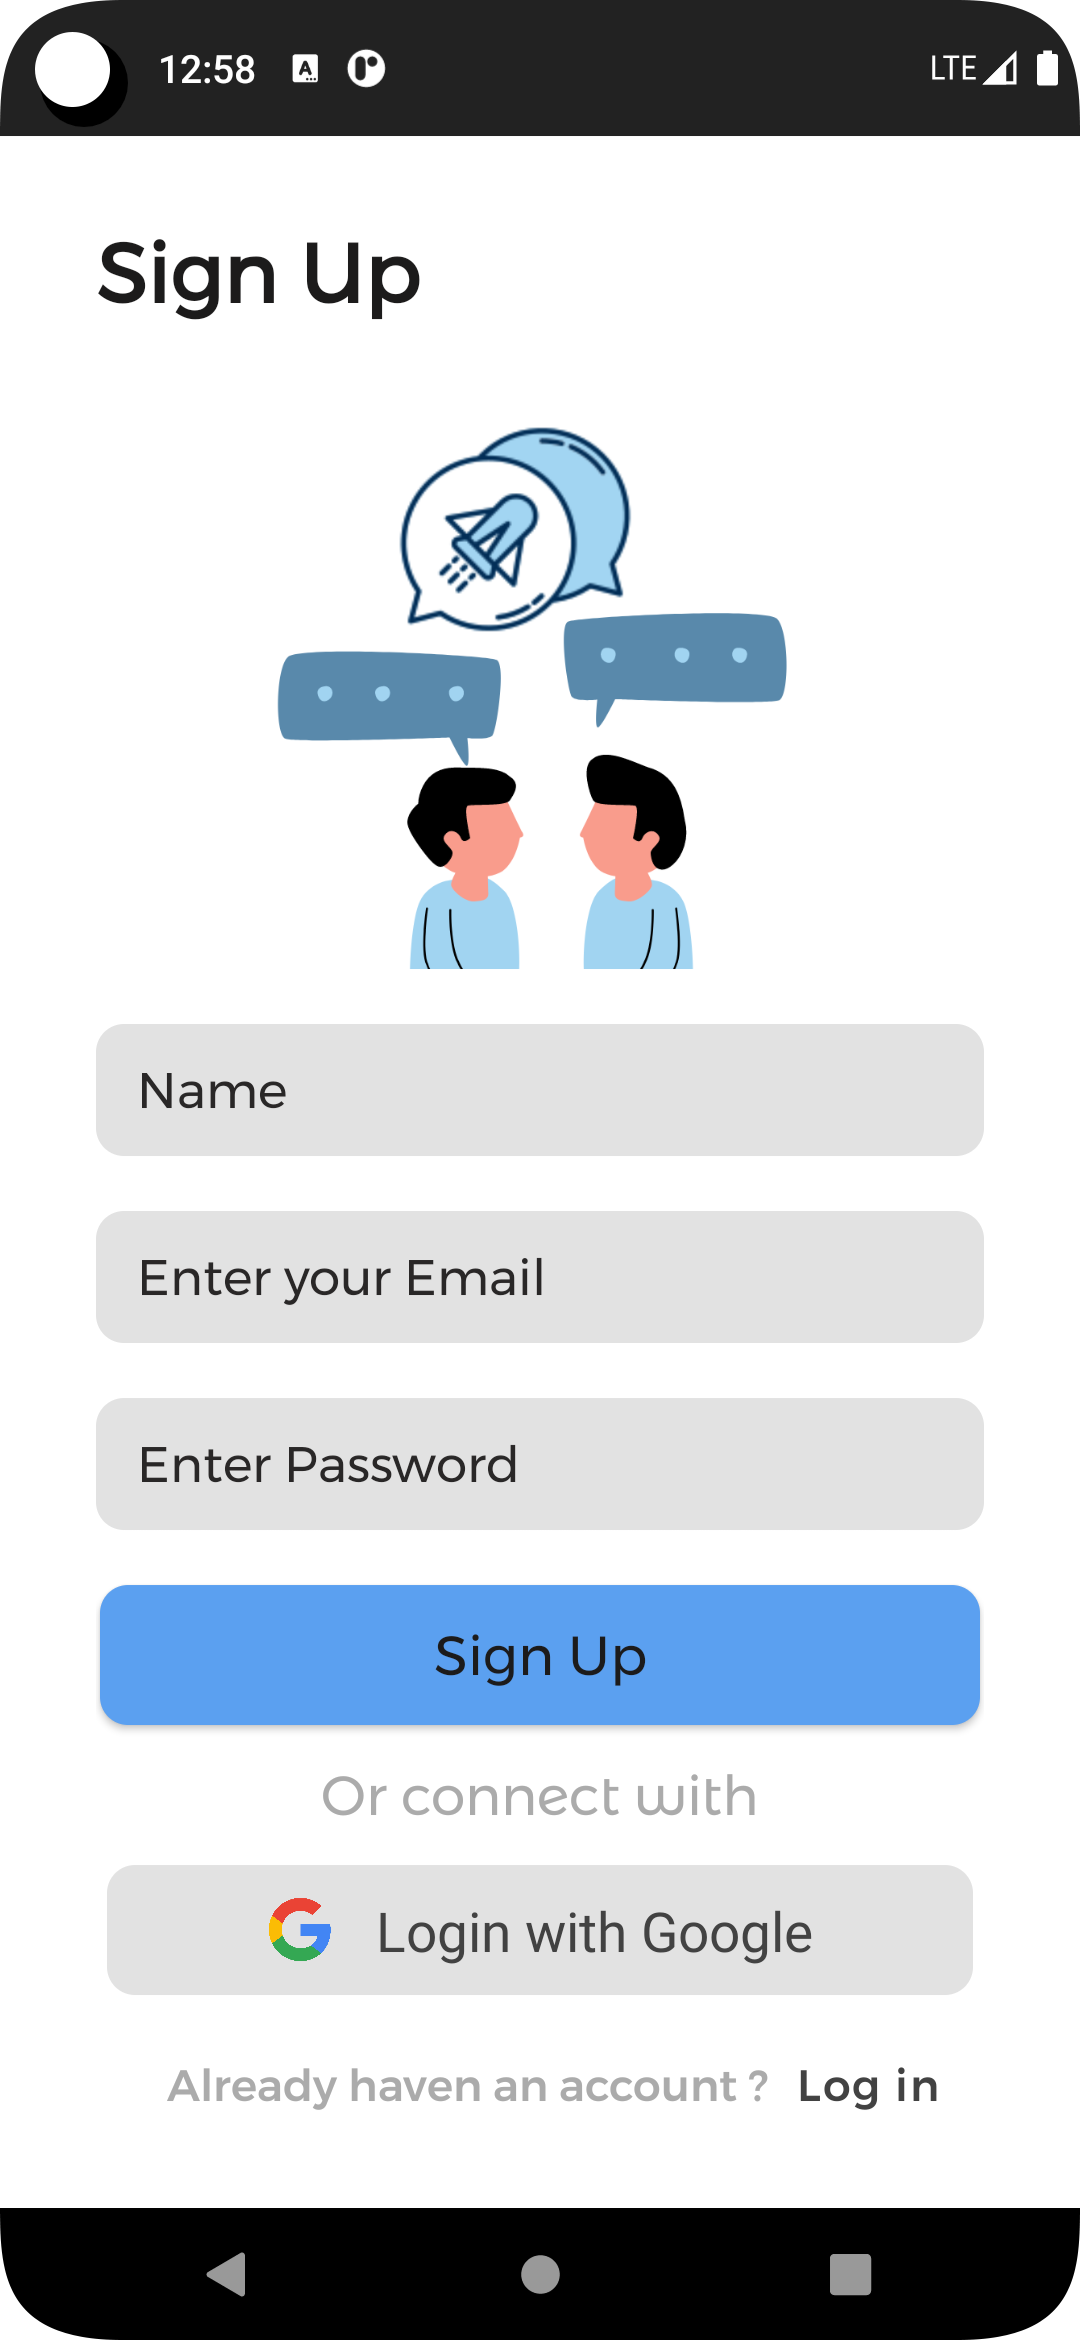 12:58
LTE
Sign Up
Name
Enter your Email
Enter Password
Sign Up
Or connect with
Login with Google
Already haven an account ? Log in